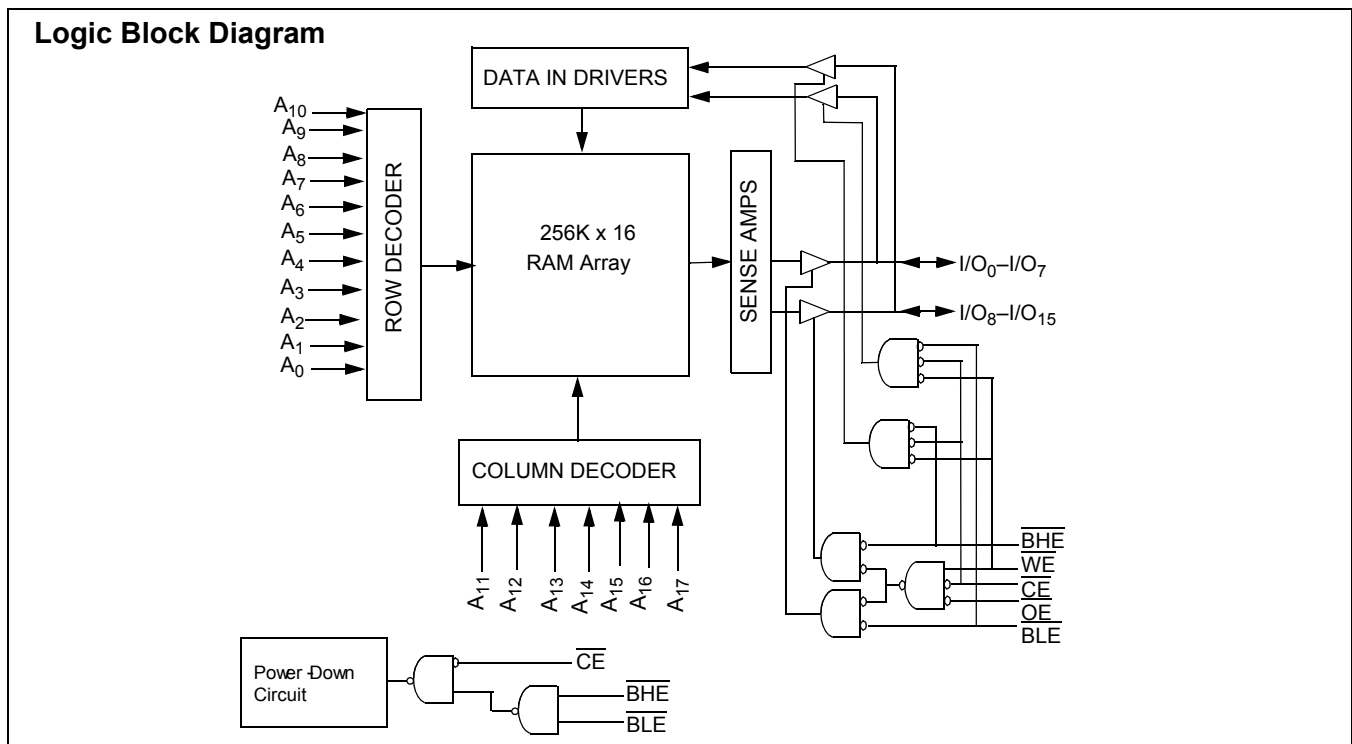 Logic Block Diagram
DATA IN DRIVERS
A10
A9
A8
A7
A6
A5
A4
A3
A2
A1
A0
ROW DECODER
256K x 16
RAM Array
SENSE AMPS
I/O0–I/O7
I/O8–I/O15
COLUMN DECODER
A11
A12
A13
A14
A15
A16
A17
BHE
WE
CE
OE
BLE
Power -Down
Circuit
CE
BHE
BLE